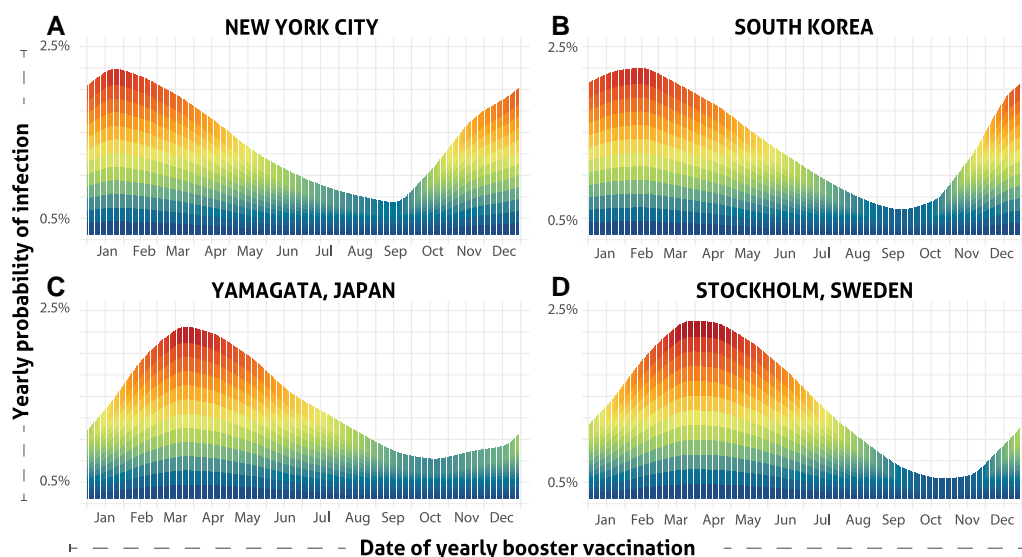 A
NEW YORK CITY
2.5%
0.5%
Jan Feb Mar Apr May Jun Jul Aug Sep Oct Nov Dec
B
SOUTH KOREA
2.5%
0.5%
Jan Feb Mar Apr May Jun Jul Aug Sep Oct Nov Dec
Yearly probability of infection
C
YAMAGATA, JAPAN
2.5%
0.5%
Jan Feb Mar Apr May Jun Jul Aug Sep Oct Nov Dec
D
STOCKHOLM, SWEDEN
2.5%
0.5%
Jan Feb Mar Apr May Jun Jul Aug Sep Oct Nov Dec
Date of yearly booster vaccination